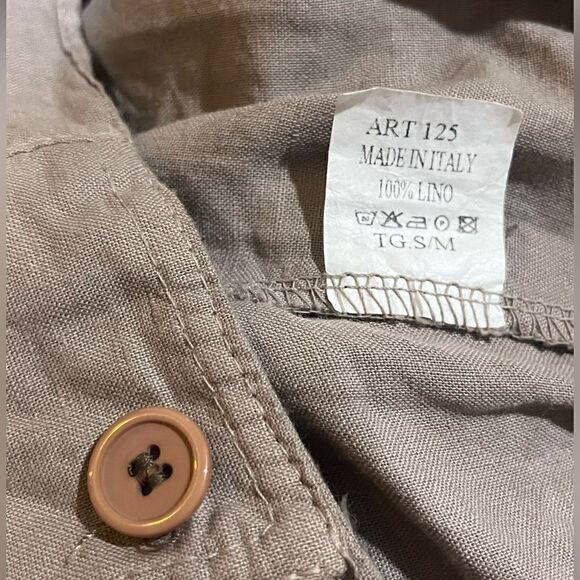 ART 125
MADE IN ITALY
100% LINO
TG.S/M